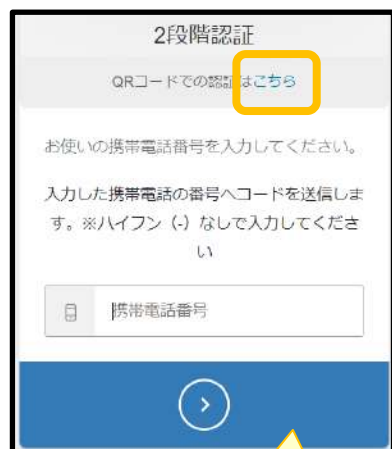 2段階認証
QRコードでの認証はこちら
お使いの携帯電話番号を入力してください。
入力した携帯電話の番号へコードを送信しま
す。※ハイフン（-）なしで入力してくださ
い
携帯電話番号